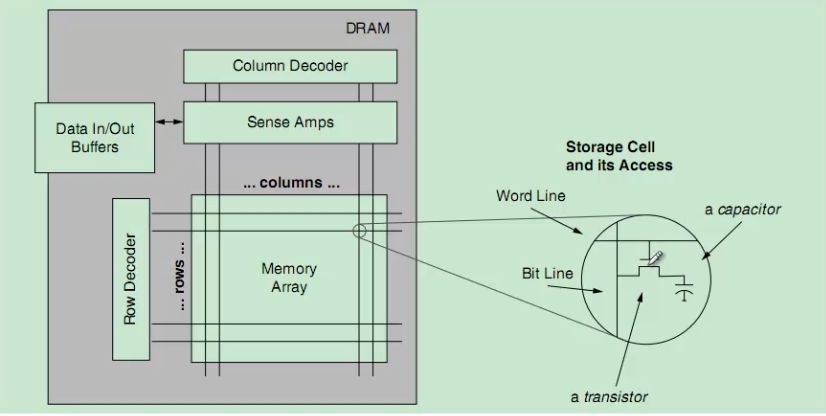 DRAM
Column Decoder
Sense Amps
Data In/Out
Buffers
... columns ...
Row Decoder
... rows ...
Memory
Array
Storage Cell
and its Access
Word Line
a capacitor
Bit Line
a transistor